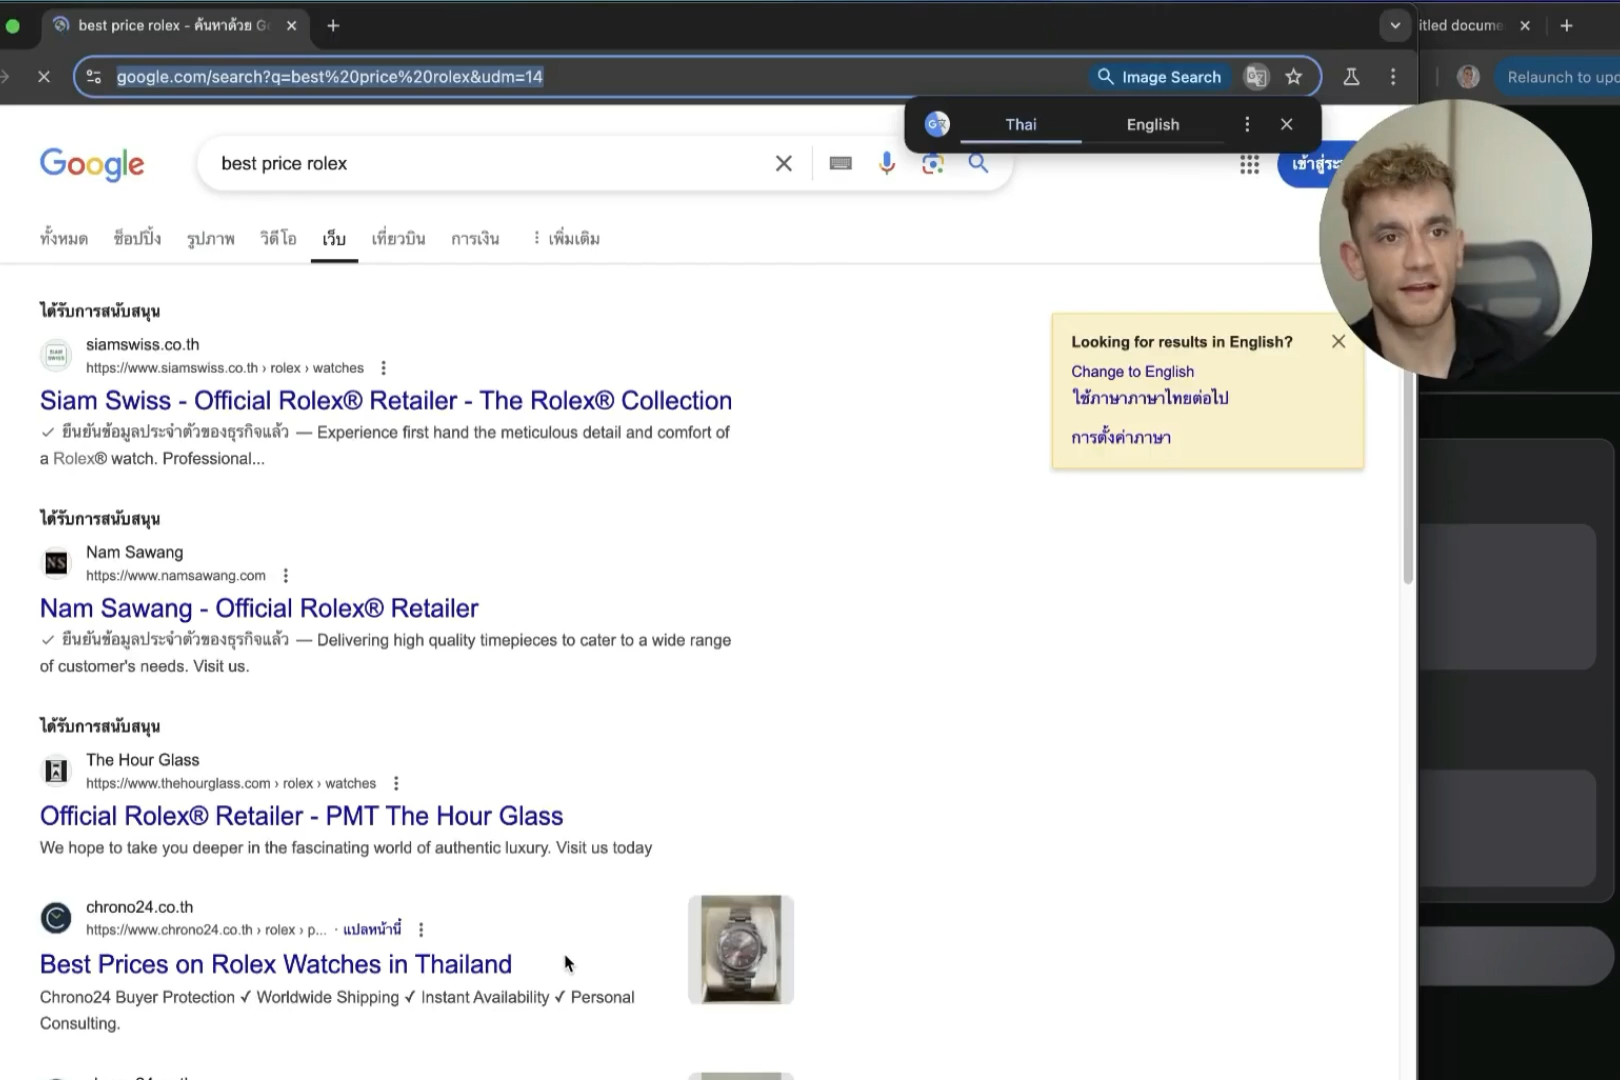 best price rolex - ค้นหาด้วย Go
itled docume
google.com/search?q=best%20price%20rolex&udm=14
Image Search
Relaunch to upd
Thai
English
Google
best price rolex
เข้าสู่ระ
ทั้งหมด
ช็อปปิ้ง
รูปภาพ
วิดีโอ
เว็บ
เที่ยวบิน
การเงิน
เพิ่มเติม
ได้รับการสนับสนุน
SIAM
SWISS
siamswiss.co.th
https://www.siamswiss.co.th › rolex › watches
Siam Swiss - Official Rolex® Retailer - The Rolex® Collection
✓ ยืนยันข้อมูลประจำตัวของธุรกิจแล้ว — Experience first hand the meticulous detail and comfort of
a Rolex® watch. Professional...
Looking for results in English?
Change to English
ใช้ภาษาภาษาไทยต่อไป
การตั้งค่าภาษา
ได้รับการสนับสนุน
NS
Nam Sawang
https://www.namsawang.com
Nam Sawang - Official Rolex® Retailer
✓ ยืนยันข้อมูลประจำตัวของธุรกิจแล้ว — Delivering high quality timepieces to cater to a wide range
of customer's needs. Visit us.
ได้รับการสนับสนุน
The Hour Glass
https://www.thehourglass.com › rolex › watches
Official Rolex® Retailer - PMT The Hour Glass
We hope to take you deeper in the fascinating world of authentic luxury. Visit us today
chrono24.co.th
https://www.chrono24.co.th › rolex › p... · แปลหน้านี้
Best Prices on Rolex Watches in Thailand
Chrono24 Buyer Protection ✓ Worldwide Shipping ✓ Instant Availability ✓ Personal
Consulting.